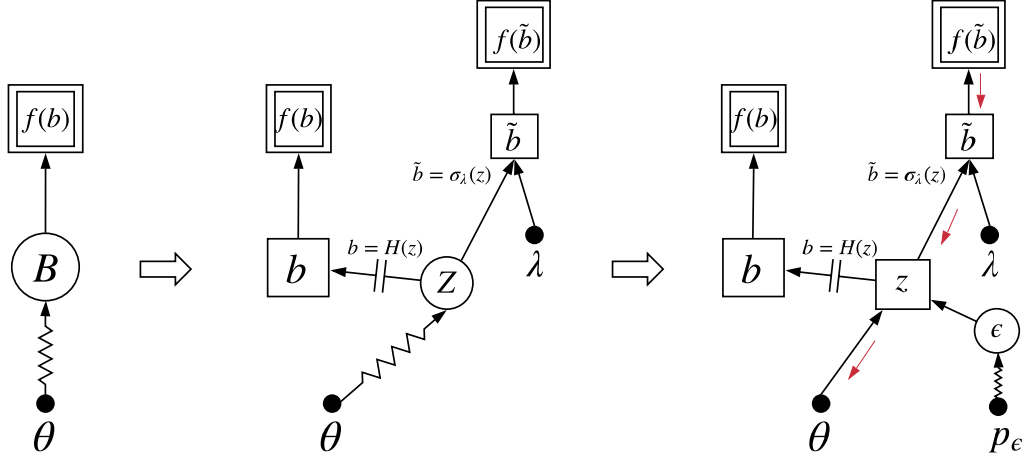 f(b)
B
θ
f(b)
f(b̃)
b̃
b̃ = σ_λ(z)
b = H(z)
b
Z
λ
θ
f(b)
f(b̃)
b̃
b̃ = σ_λ(z)
b = H(z)
b
z
λ
ϵ
θ
p_ϵ